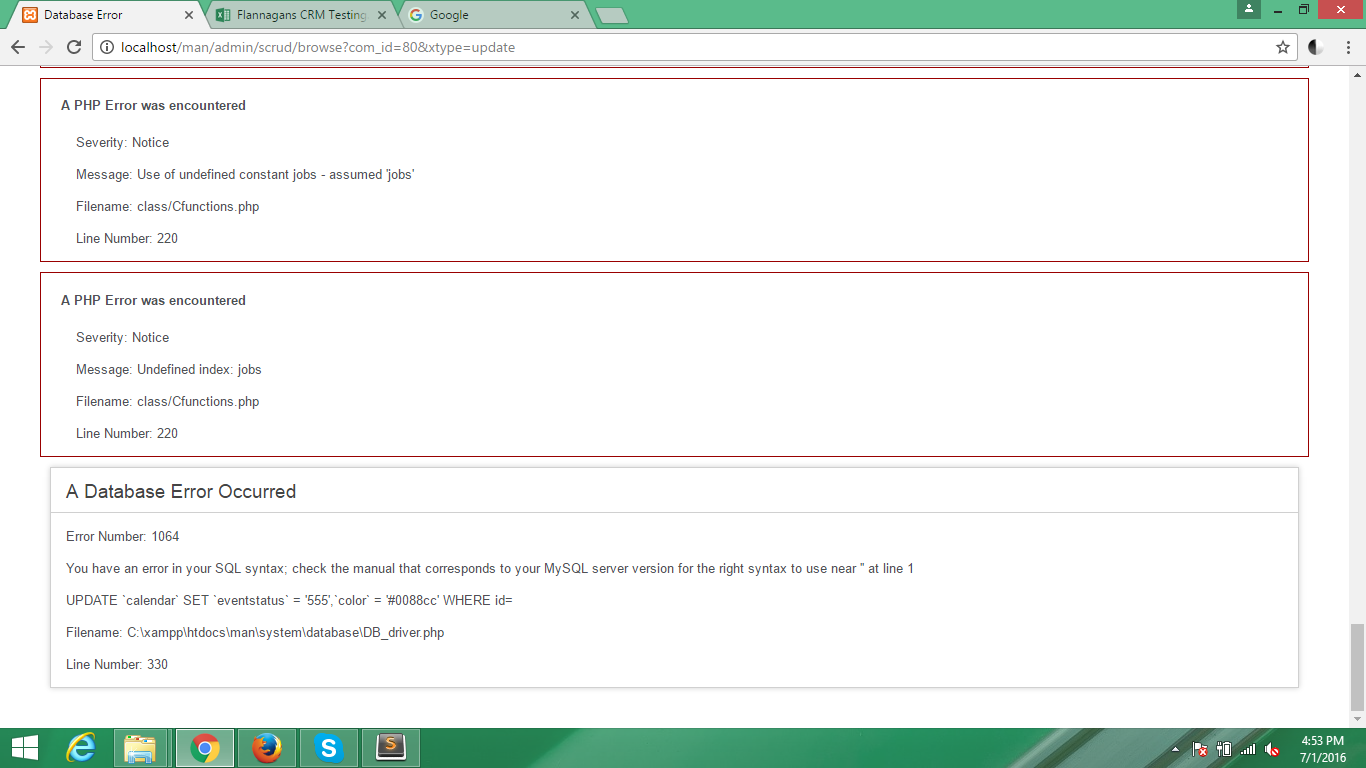 Database Error
Flannagans CRM Testing
Google
localhost/man/admin/scrud/browse?com_id=80&xtype=update
A PHP Error was encountered
Severity: Notice
Message: Use of undefined constant jobs - assumed 'jobs'
Filename: class/Cfunctions.php
Line Number: 220
A PHP Error was encountered
Severity: Notice
Message: Undefined index: jobs
Filename: class/Cfunctions.php
Line Number: 220
A Database Error Occurred
Error Number: 1064
You have an error in your SQL syntax; check the manual that corresponds to your MySQL server version for the right syntax to use near '' at line 1
UPDATE `calendar` SET `eventstatus` = '555',`color` = '#0088cc' WHERE id=
Filename: C:\xampp\htdocs\man\system\database\DB_driver.php
Line Number: 330
4:53 PM
7/1/2016